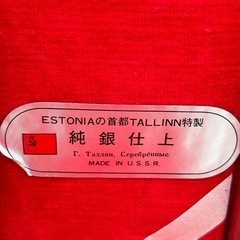 ESTONIAの首都TALLINN特製
純銀仕上
Г. Таллин, Серебрённые.
MADE IN U.S.S.R.